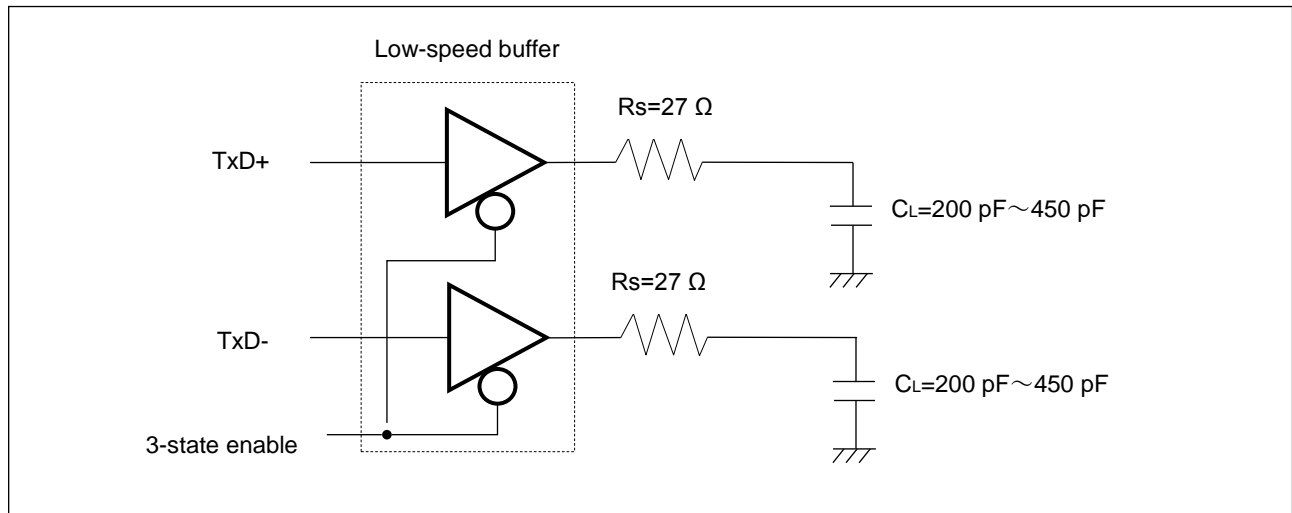 Low-speed buffer
Rs=27 Ω
TxD+
CL=200 pF～450 pF
Rs=27 Ω
TxD-
CL=200 pF～450 pF
3-state enable